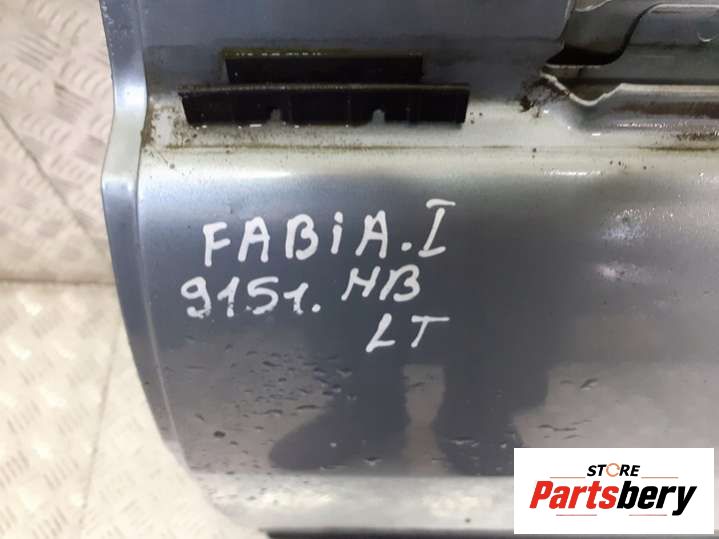 FABiA.I
9151. HB
LT
STORE
Partsbery